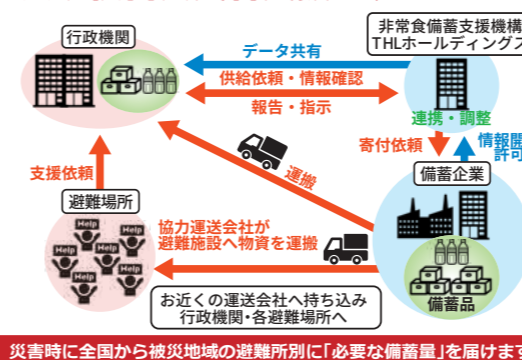 非常食備蓄支援機構
THLホールディングス
行政機関
データ共有
供給依頼・情報確認
報告・指示
連携・調整
寄付依頼
情報開
許可
支援依頼
運搬
備蓄企業
避難場所
Help
Help
Help
Help
Help
Help
協力運送会社が
避難施設へ物資を運搬
備蓄品
お近くの運送会社へ持ち込み
行政機関・各避難場所へ
災害時に全国から被災地域の避難所別に「必要な備蓄量」を届けます